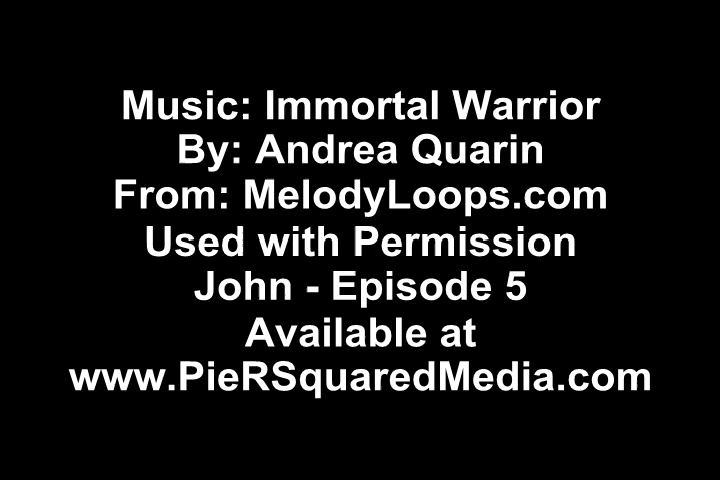 Music: Immortal Warrior
By: Andrea Quarin
From: MelodyLoops.com
Used with Permission
John - Episode 5
Available at
www.PieRSquaredMedia.com